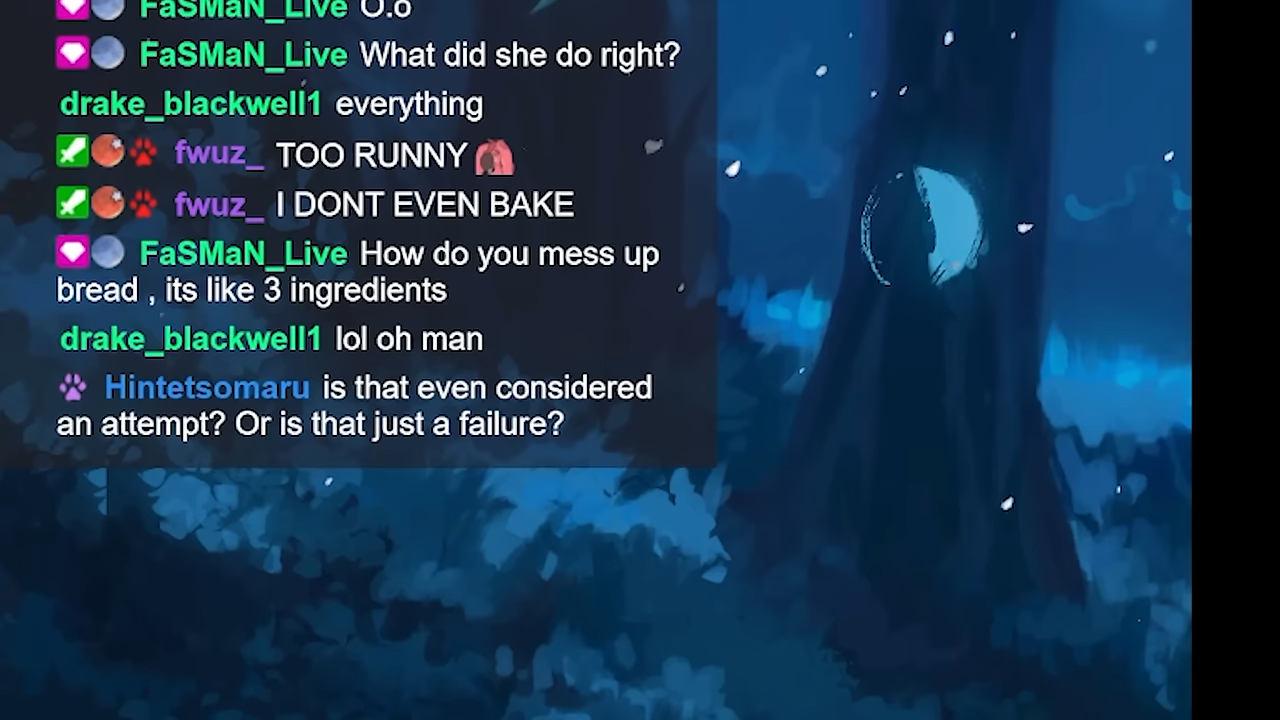 FaSMaN_Live O.o
FaSMaN_Live What did she do right?
drake_blackwell1 everything
fwuz_ TOO RUNNY
fwuz_ I DONT EVEN BAKE
FaSMaN_Live How do you mess up
bread , its like 3 ingredients
drake_blackwell1 lol oh man
Hintetsomaru is that even considered
an attempt? Or is that just a failure?